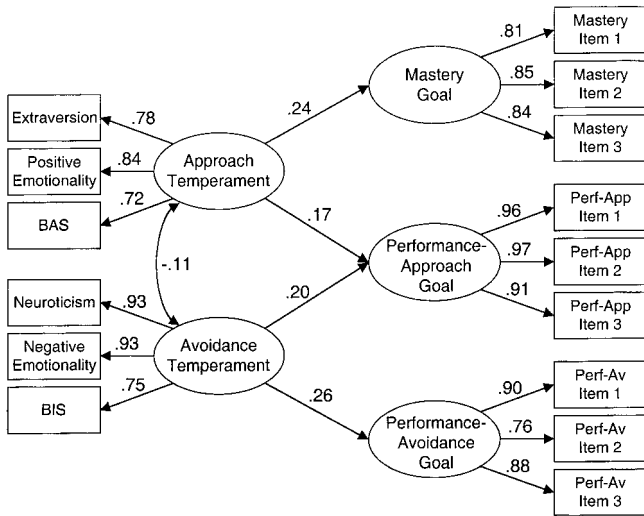 .81
Mastery
Item 1
Mastery
Goal
.85
Mastery
Item 2
.84
Mastery
Item 3
.24
Extraversion
.78
Positive
Emotionality
.84
Approach
Temperament
BAS
.72
.17
.96
Perf-App
Item 1
Performance-
Approach
Goal
.97
Perf-App
Item 2
.91
Perf-App
Item 3
-.11
.20
Neuroticism
.93
Negative
Emotionality
.93
Avoidance
Temperament
BIS
.75
.26
.90
Perf-Av
Item 1
Performance-
Avoidance
Goal
.76
Perf-Av
Item 2
.88
Perf-Av
Item 3